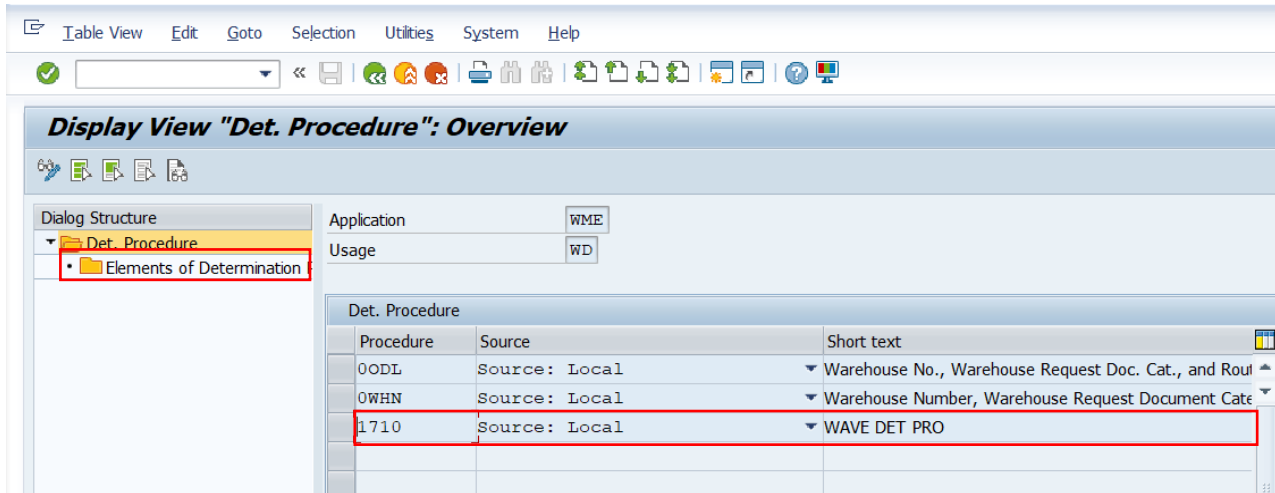 Table View Edit Goto Selection Utilities System Help
Display View "Det. Procedure": Overview
Dialog Structure
Det. Procedure
Elements of Determination
Application WME
Usage WD
Det. Procedure
Procedure Source Short text
0ODL Source: Local Warehouse No., Warehouse Request Doc. Cat., and Rout
0WHN Source: Local Warehouse Number, Warehouse Request Document Cate
1710 Source: Local WAVE DET PRO